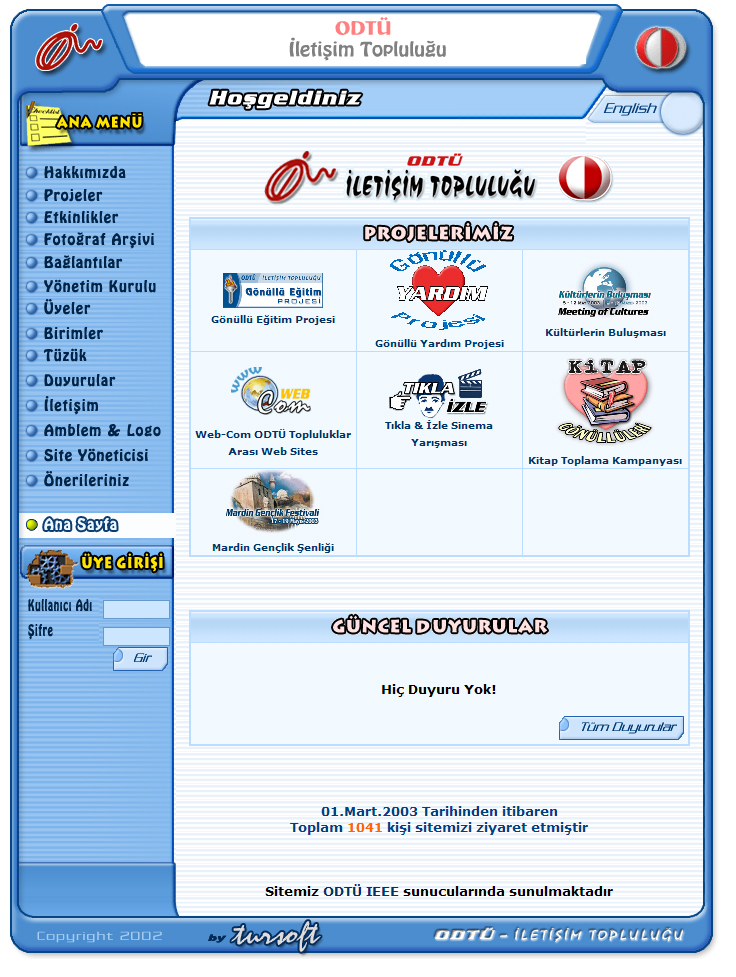 ODTÜ
İletişim Topluluğu
Hoşgeldiniz
English
ANA MENÜ
Hakkımızda
Projeler
Etkinlikler
Fotoğraf Arşivi
Bağlantılar
Yönetim Kurulu
Üyeler
Birimler
Tüzük
Duyurular
İletişim
Amblem & Logo
Site Yöneticisi
Önerileriniz
Ana Sayfa
ÜYE GİRİŞİ
Kullanıcı Adı
Şifre
Gir
ODTÜ
İLETİŞİM TOPLULUĞU
PROJELERİMİZ
ODTÜ İLETİŞİM TOPLULUĞU
Gönüllü Eğitim
PROJESİ
Gönüllü Eğitim Projesi
Gönüllü
YARDIM
Projesi
Gönüllü Yardım Projesi
Kültürlerin Buluşması
Meeting of Cultures
Kültürlerin Buluşması
www
WEB
@com
Web-Com ODTÜ Topluluklar
Arası Web Sites
TIKLA
İZLE
Tıkla & İzle Sinema
Yarışması
KİTAP
GÖNÜLLÜLERİ
Kitap Toplama Kampanyası
Mardin Gençlik Festivali
Mardin Gençlik Şenliği
GÜNCEL DUYURULAR
Hiç Duyuru Yok!
Tüm Duyurular
01.Mart.2003 Tarihinden itibaren
Toplam 1041 kişi sitemizi ziyaret etmiştir
Sitemiz ODTÜ IEEE sunucularında sunulmaktadır
Copyright 2002
by tursoft
ODTÜ - İLETİŞİM TOPLULUĞU